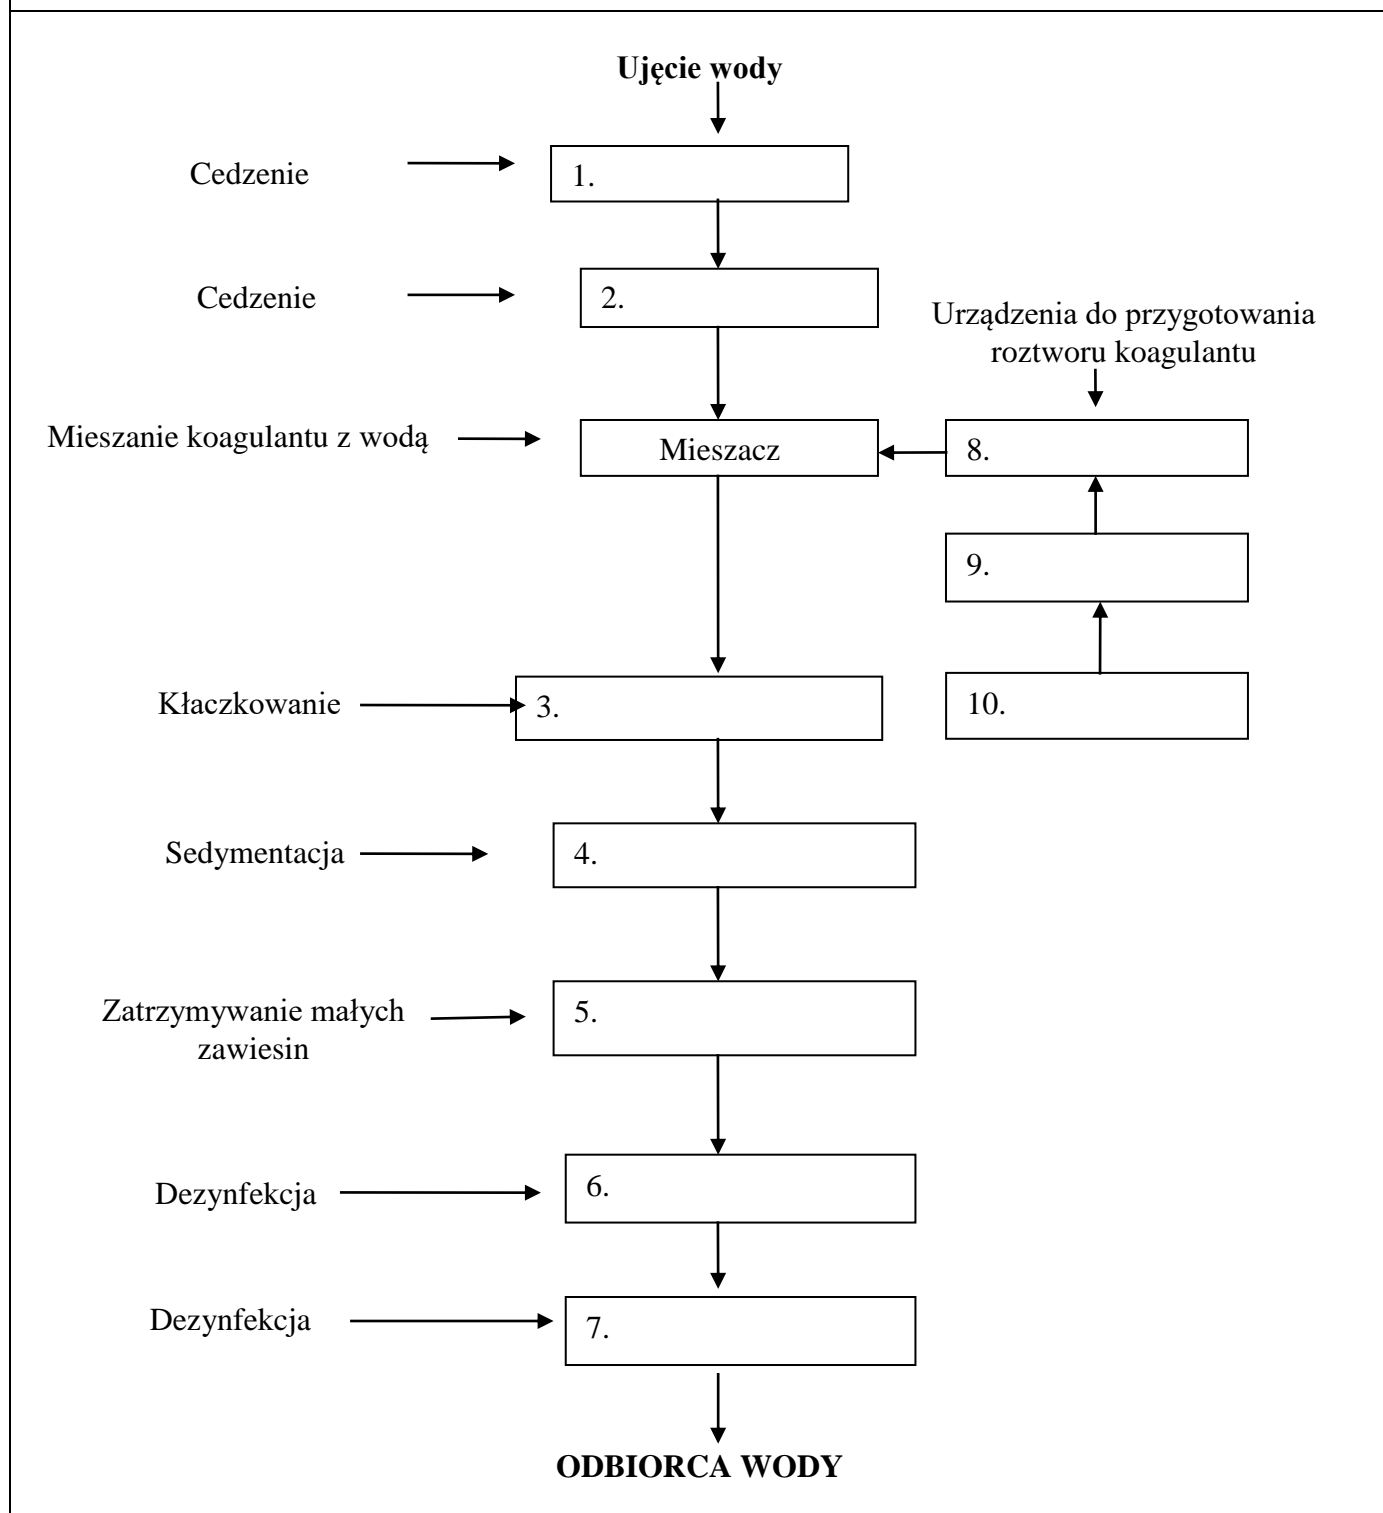 Ujęcie wody
Cedzenie
1.
Cedzenie
2.
Urządzenia do przygotowania
roztworu koagulantu
Mieszanie koagulantu z wodą
Mieszacz
8.
9.
Kłaczkowanie
3.
10.
Sedymentacja
4.
Zatrzymywanie małych
zawiesin
5.
Dezynfekcja
6.
Dezynfekcja
7.
ODBIORCA WODY